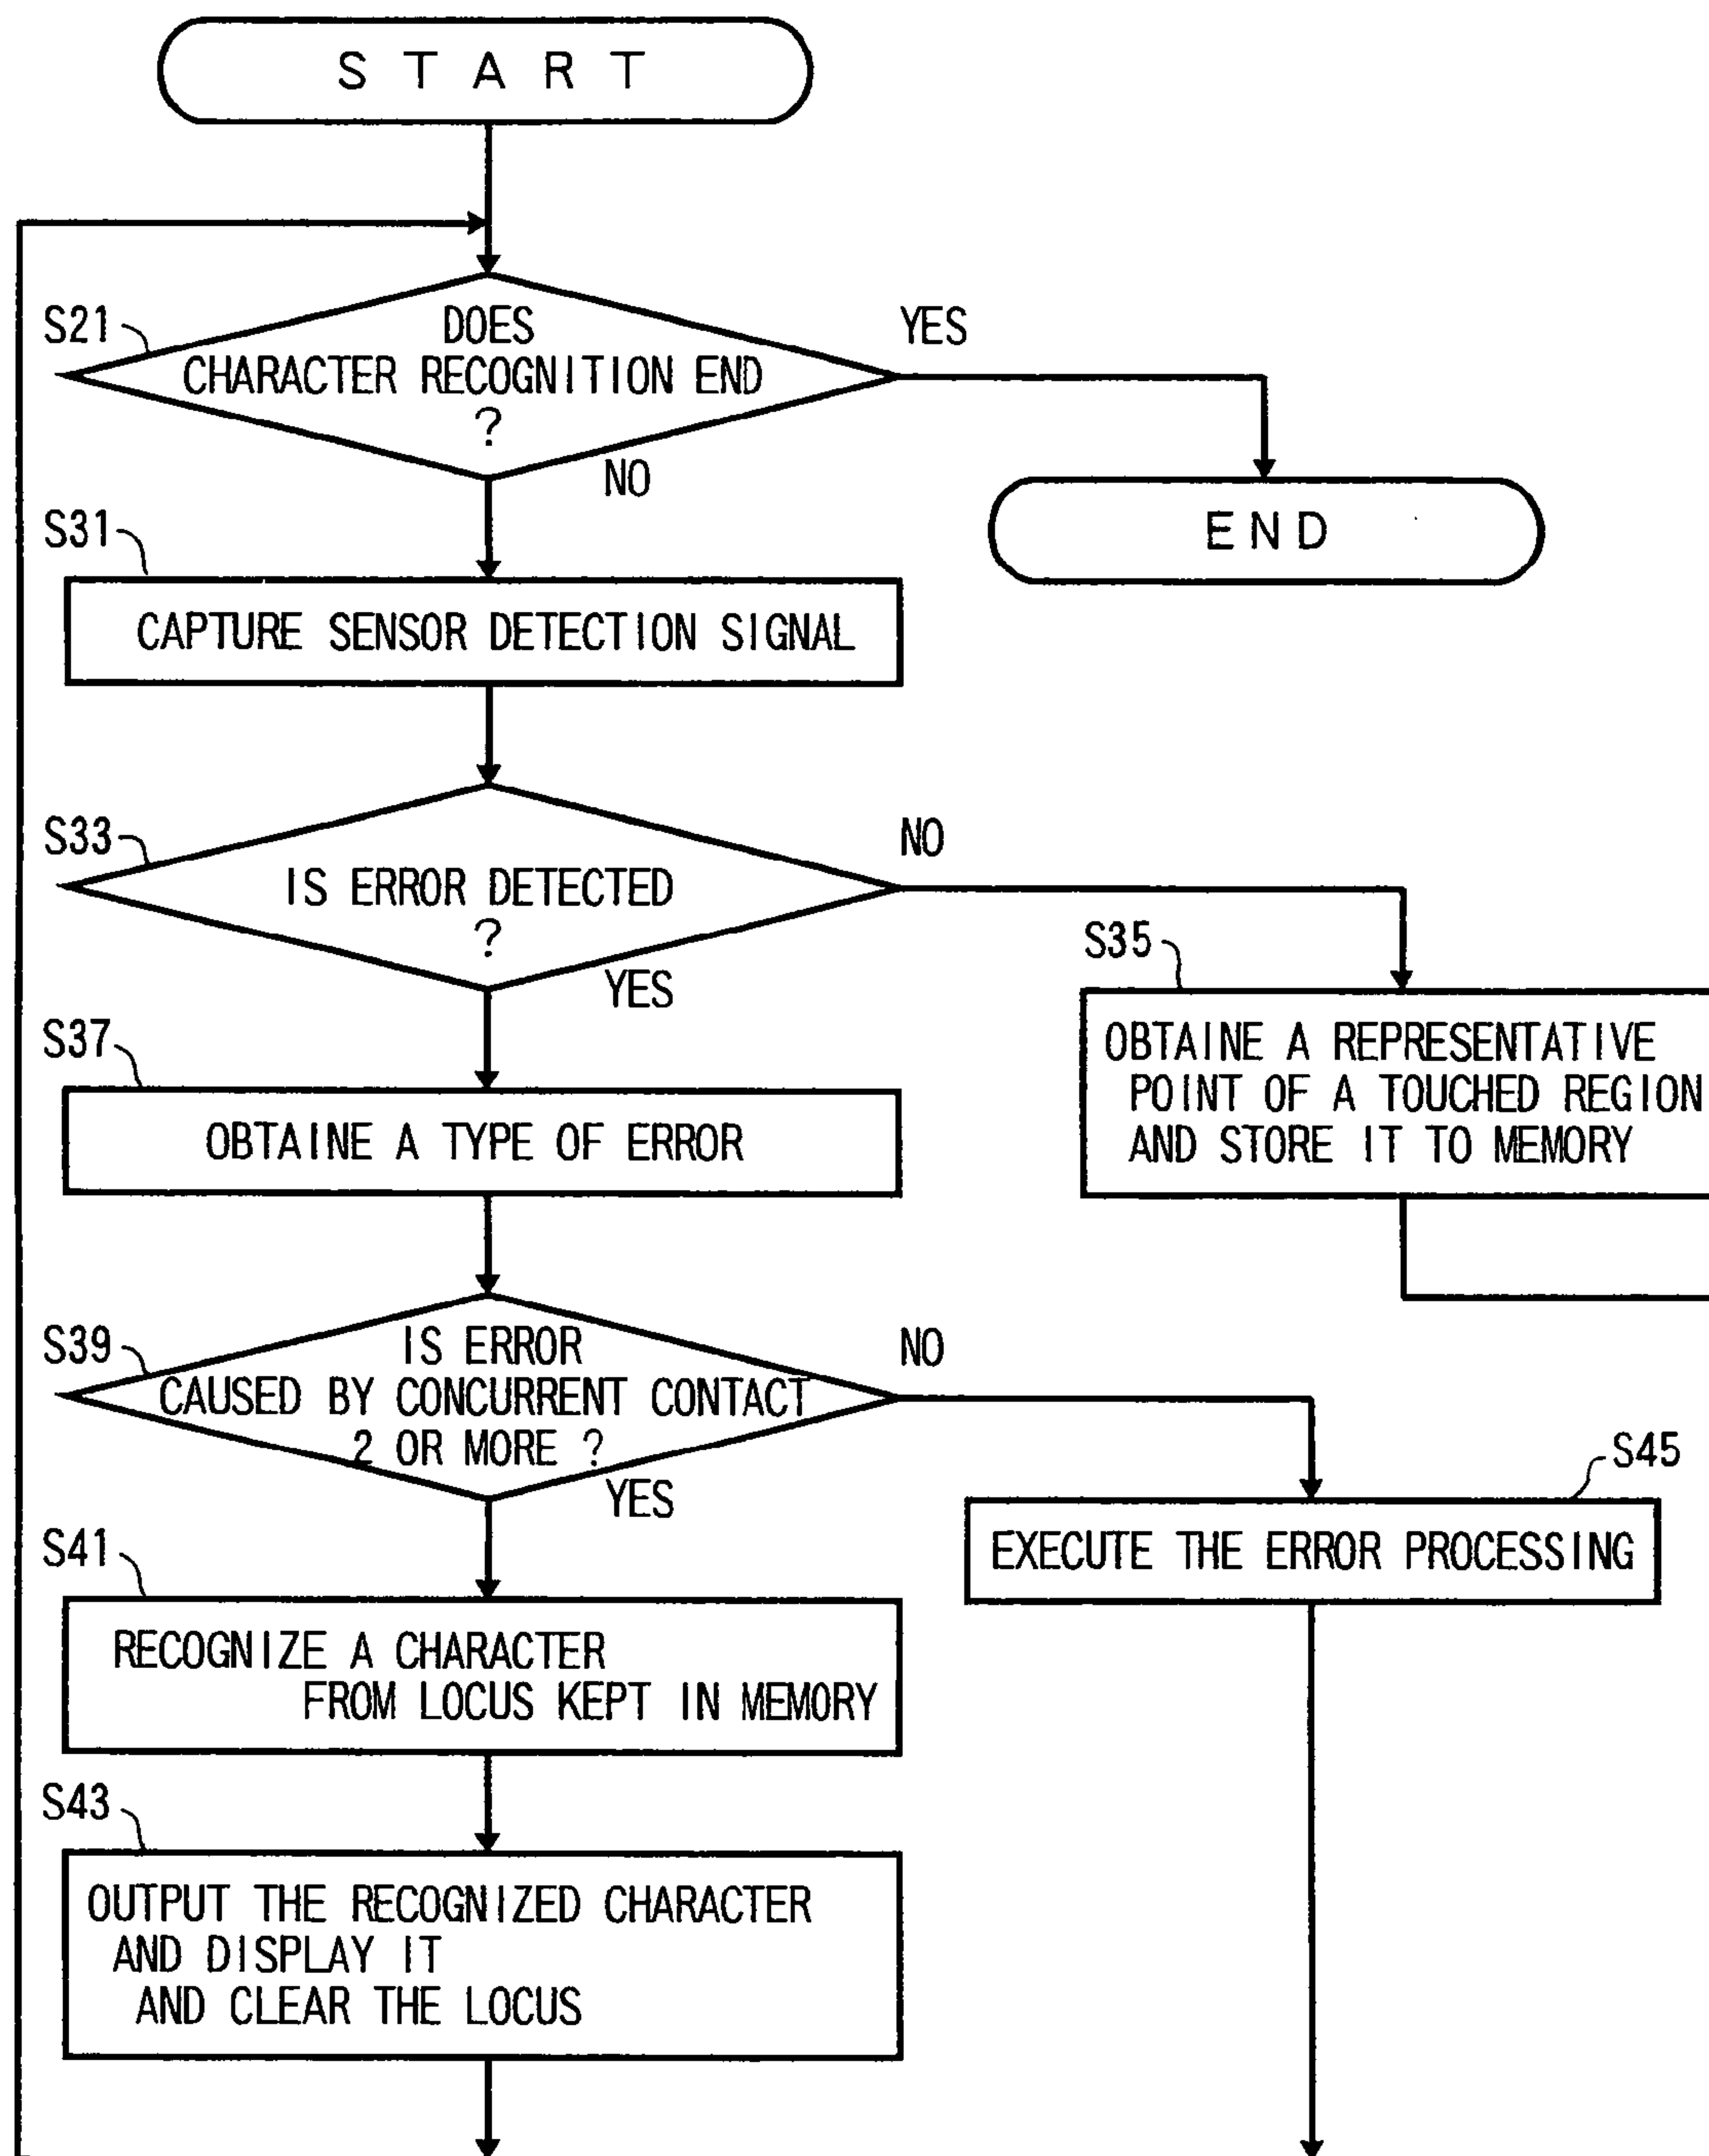 START
S21
DOES
CHARACTER RECOGNITION END
?
YES
NO
END
S31
CAPTURE SENSOR DETECTION SIGNAL
S33
IS ERROR DETECTED
?
NO
YES
S35
OBTAINE A REPRESENTATIVE
POINT OF A TOUCHED REGION
AND STORE IT TO MEMORY
S37
OBTAINE A TYPE OF ERROR
S39
IS ERROR
CAUSED BY CONCURRENT CONTACT
2 OR MORE ?
NO
YES
S45
EXECUTE THE ERROR PROCESSING
S41
RECOGNIZE A CHARACTER
FROM LOCUS KEPT IN MEMORY
S43
OUTPUT THE RECOGNIZED CHARACTER
AND DISPLAY IT
AND CLEAR THE LOCUS